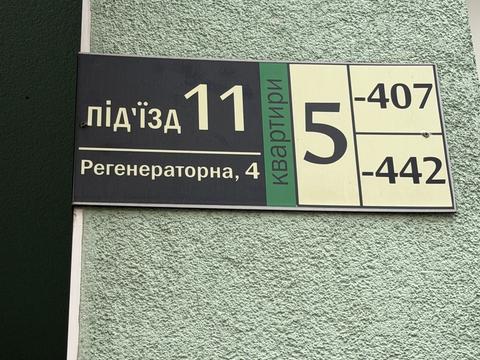 під'їзд 11
Регенераторна, 4
квартири
5
-407
-442